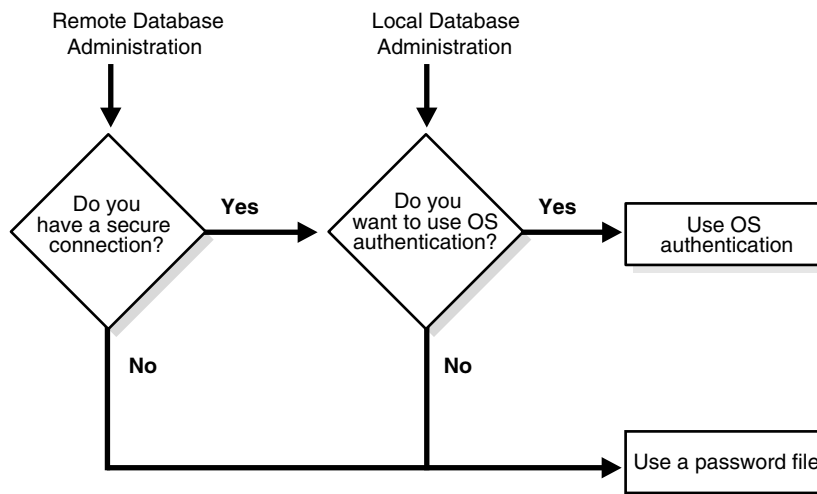 Remote Database
Administration
Local Database
Administration
Do you
have a secure
connection?
Yes
Do you
want to use OS
authentication?
Yes
Use OS
authentication
No
No
Use a password file